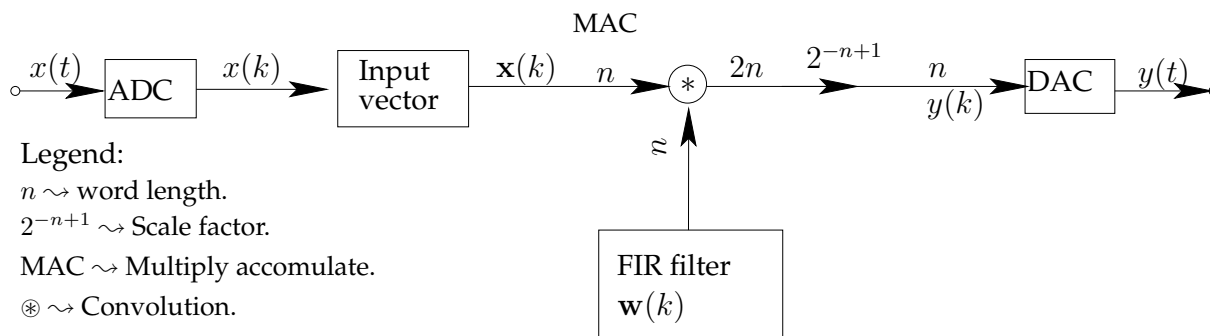 MAC
x(t) ADC x(k) Input vector x(k) n ⊛ 2n 2^{-n+1} n y(k) DAC y(t)
n
FIR filter
w(k)
Legend:
n ⤳ word length.
2^{-n+1} ⤳ Scale factor.
MAC ⤳ Multiply accomulate.
⊛ ⤳ Convolution.